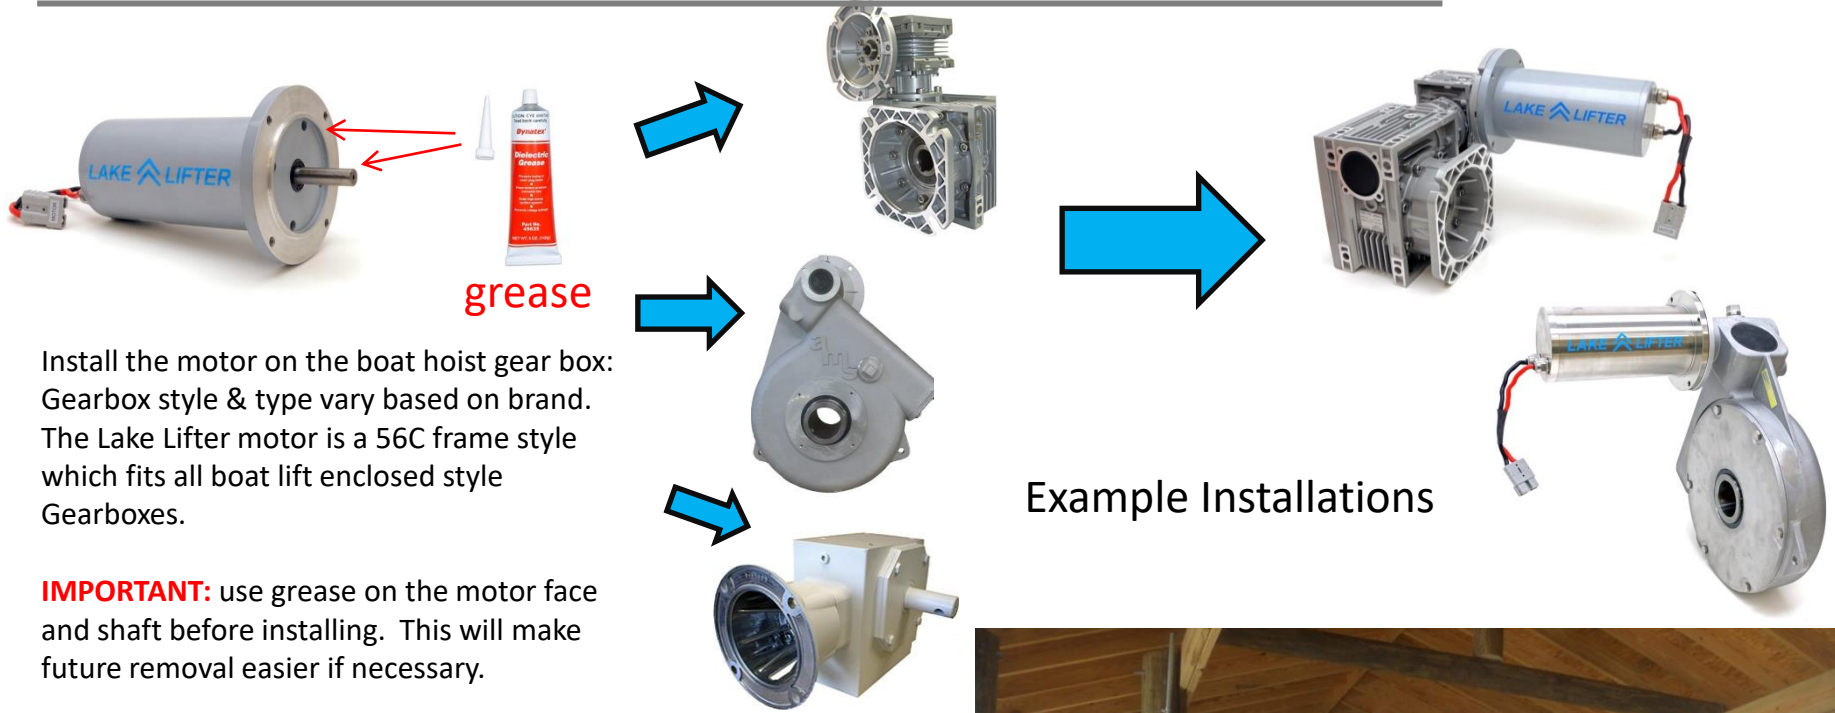 LAKE LIFTER
Dynatex
Dielectric
Grease
Part No.
grease
Install the motor on the boat hoist gear box:
Gearbox style & type vary based on brand.
The Lake Lifter motor is a 56C frame style
which fits all boat lift enclosed style
Gearboxes.
IMPORTANT: use grease on the motor face
and shaft before installing.  This will make
future removal easier if necessary.
ams
LAKE LIFTER
LAKE LIFTER
Example Installations